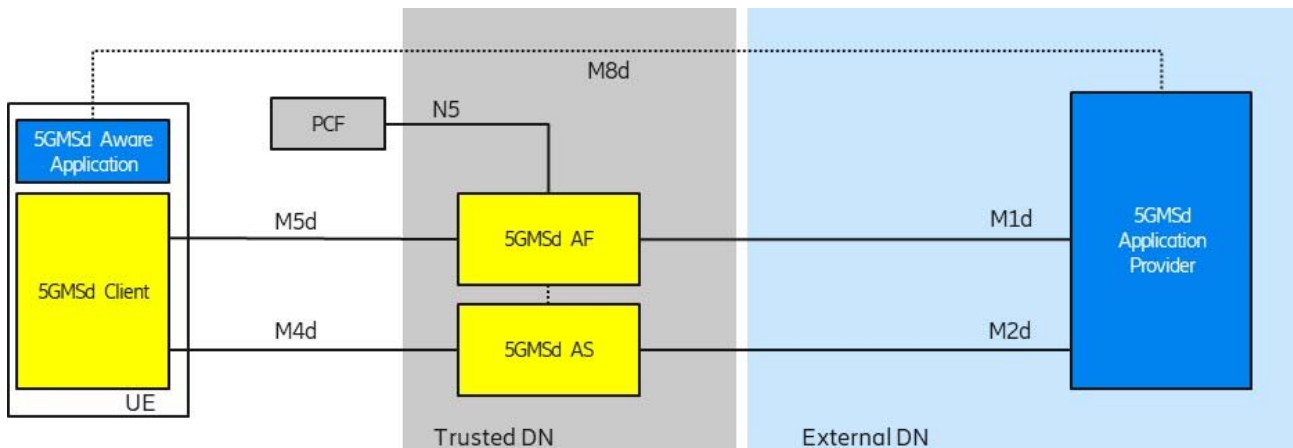 M8d
5GMSd Aware
Application
PCF
N5
5GMSd Client
M5d
5GMSd AF
M1d
5GMSd
Application
Provider
M4d
5GMSd AS
M2d
UE
Trusted DN
External DN